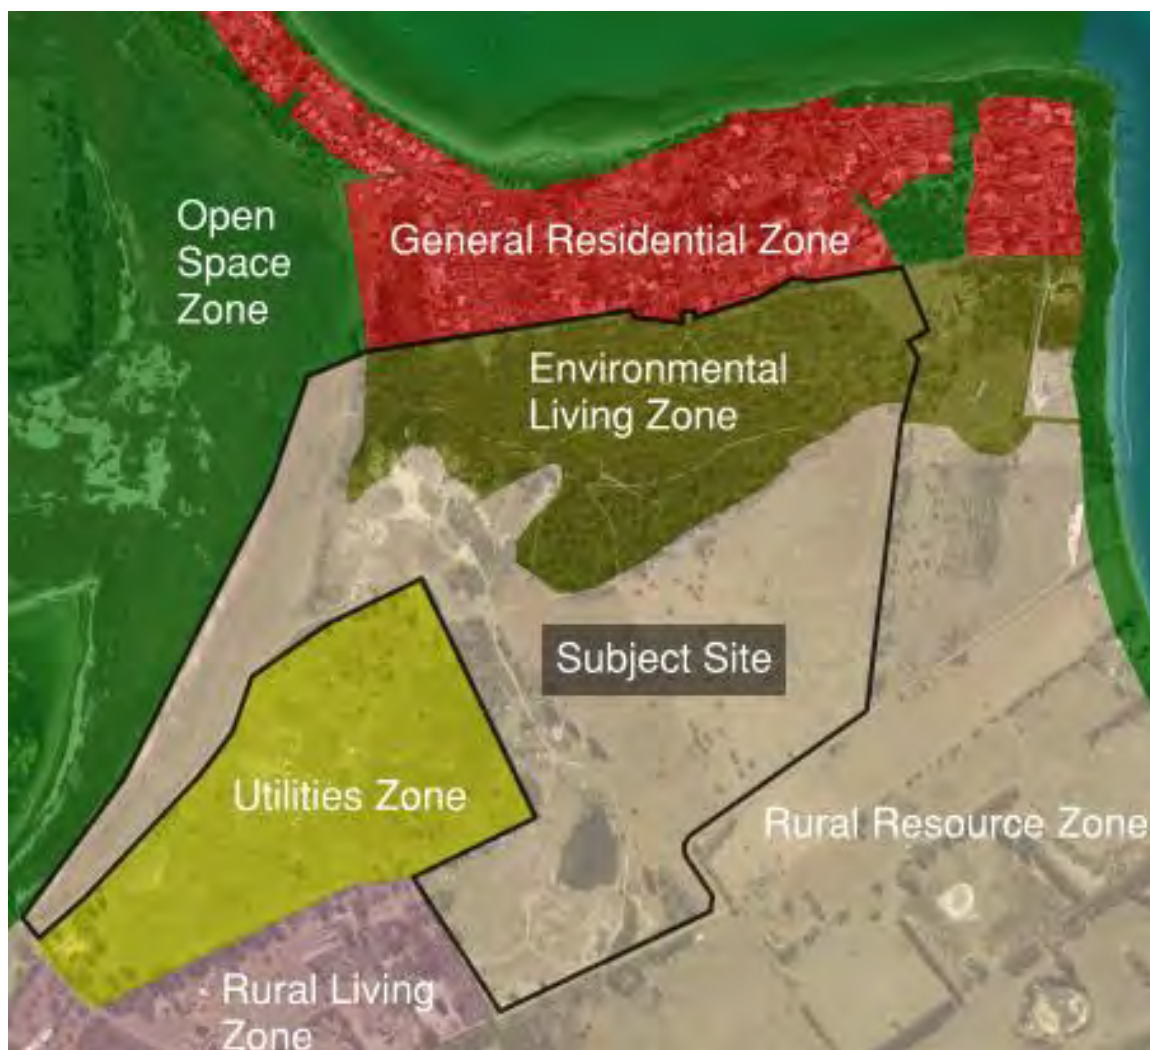 Open
Space
Zone
General Residential Zone
Environmental
Living Zone
Subject Site
Utilities Zone
Rural Resource Zone
Rural Living
Zone